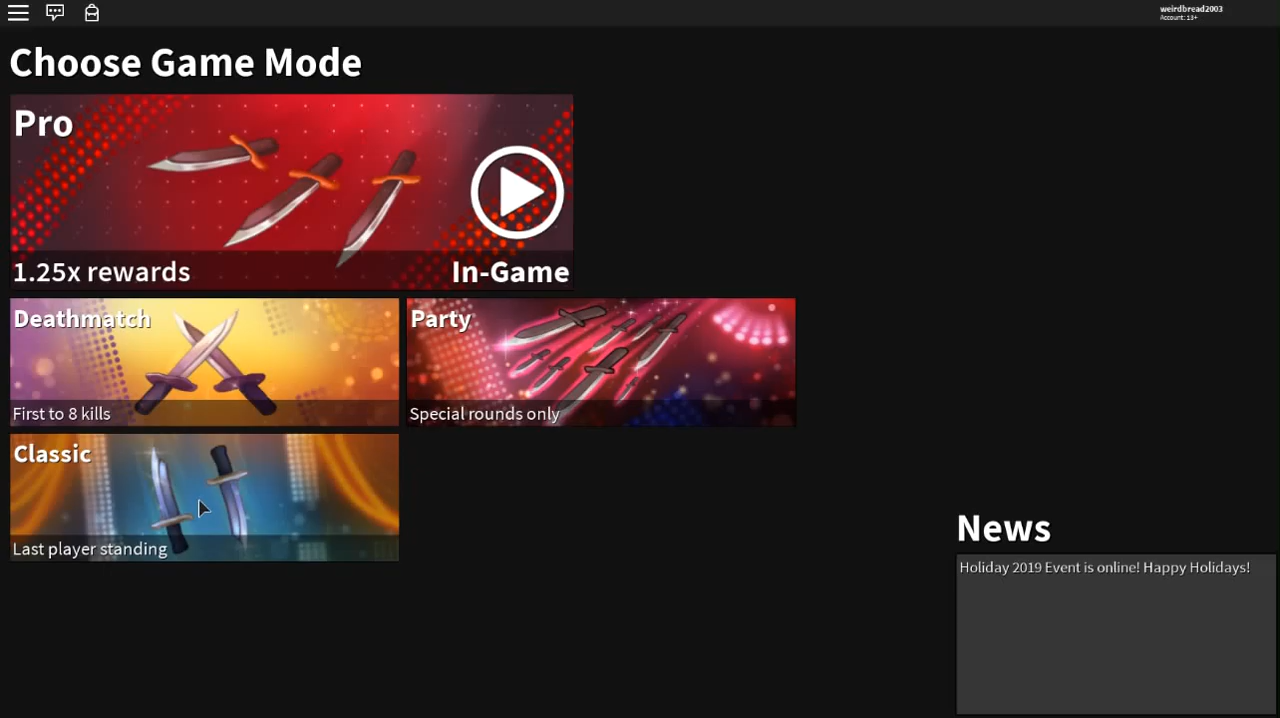 weirdbread2003
Account: 13+
Choose Game Mode
Pro
1.25x rewards
In-Game
Deathmatch
First to 8 kills
Party
Special rounds only
Classic
Last player standing
News
Holiday 2019 Event is online! Happy Holidays!